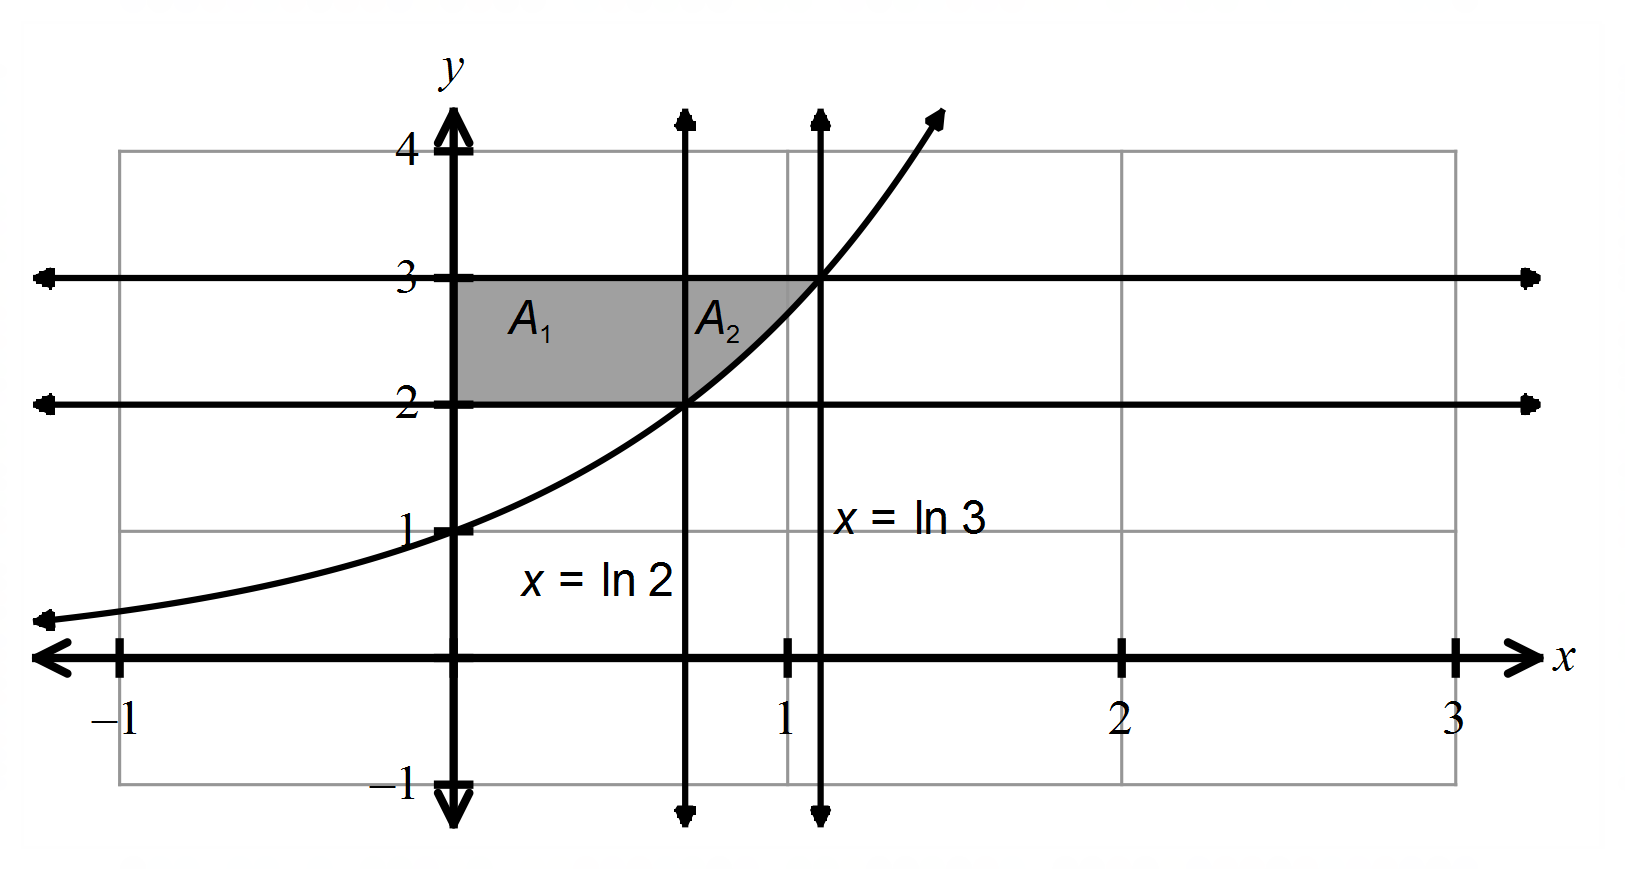 y
4
3
A₁ A₂
2
1
x = ln 3
x = ln 2
x
–1 1 2 3
–1